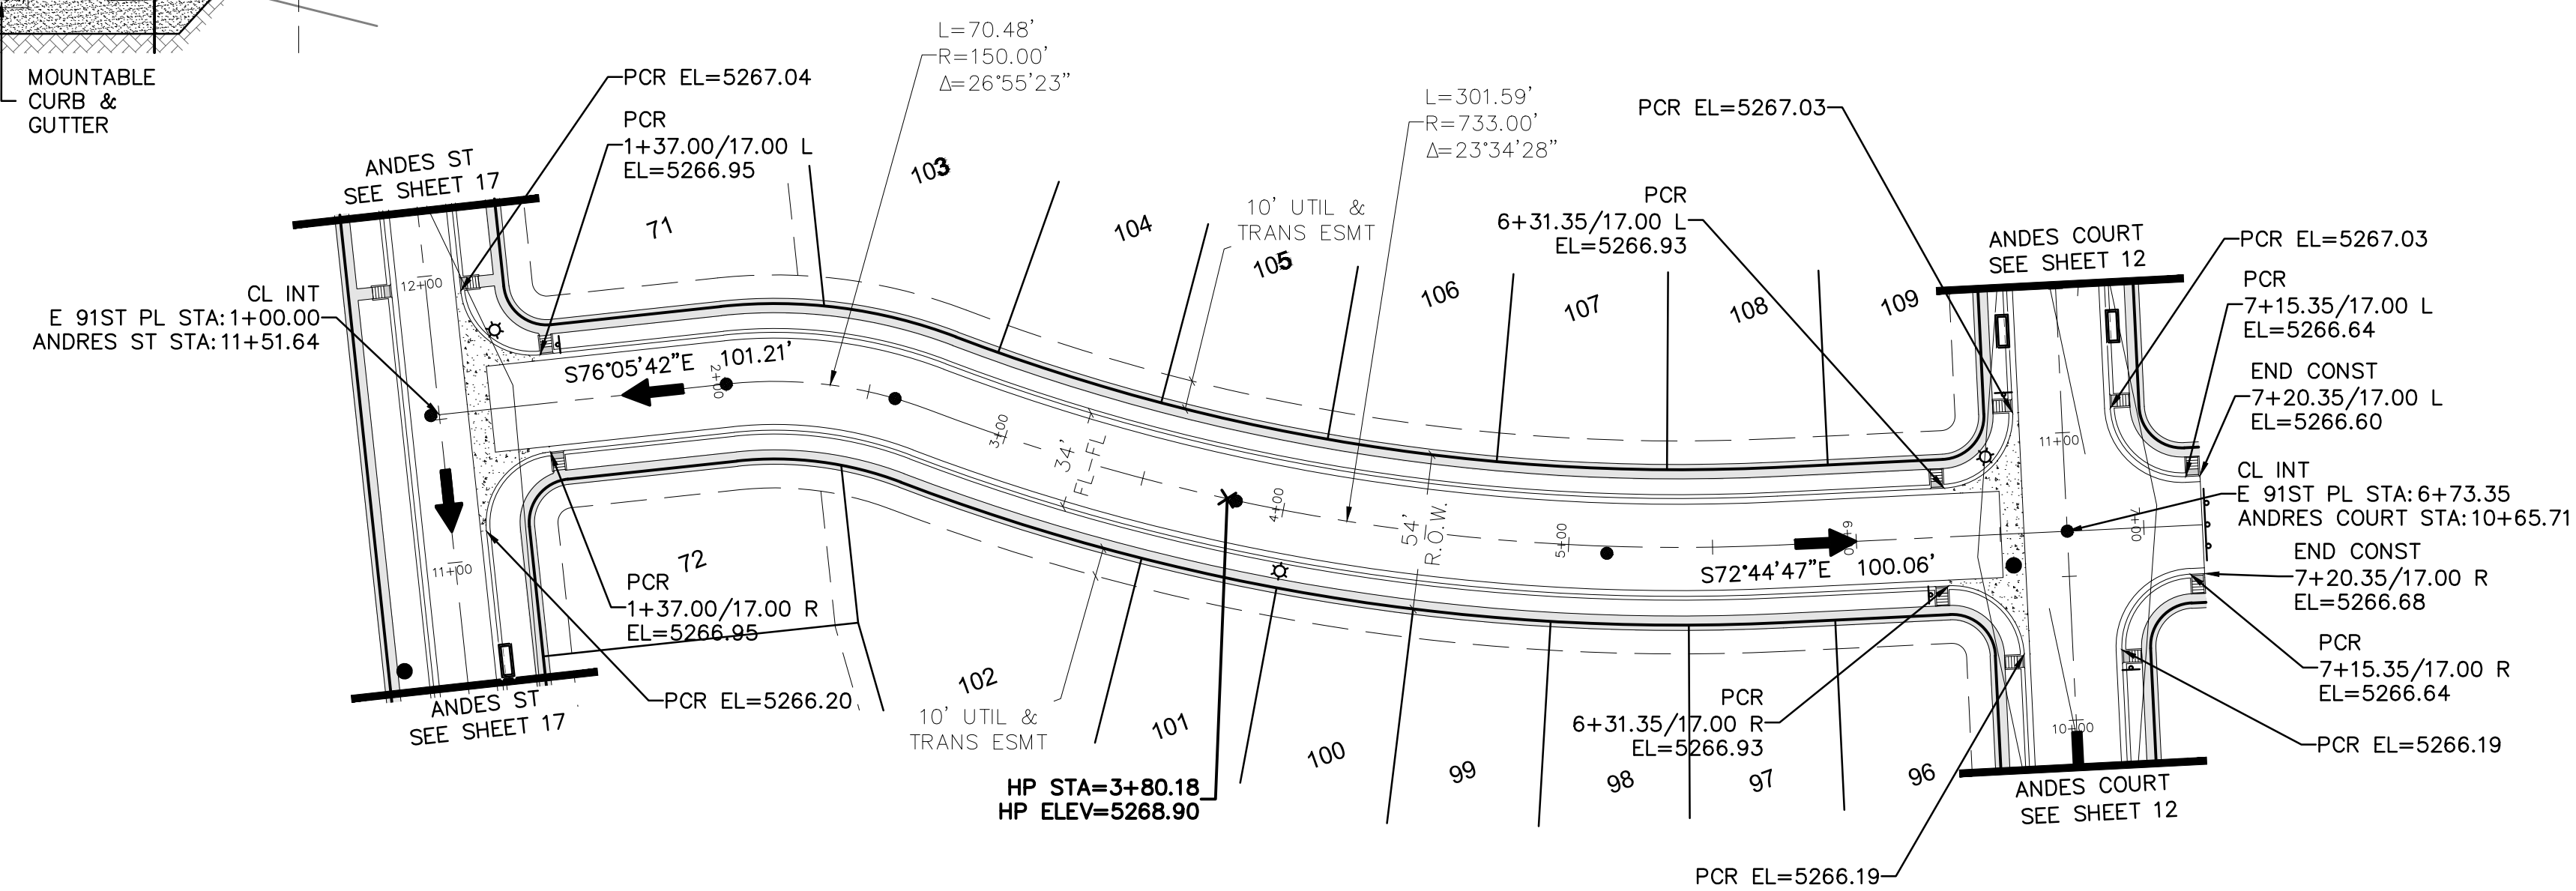 MOUNTABLE
CURB &
GUTTER
PCR EL=5267.04
PCR
1+37.00/17.00 L
EL=5266.95
L=70.48'
R=150.00'
Δ=26°55'23"
L=301.59'
R=733.00'
Δ=23°34'28"
PCR EL=5267.03
PCR
6+31.35/17.00 L
EL=5266.93
ANDES ST
SEE SHEET 17
CL INT
E 91ST PL STA:1+00.00
ANDRES ST STA:11+51.64
12+00
11+00
71
103
104
10' UTIL &
TRANS ESMT
105
106
107
108
109
ANDES COURT
SEE SHEET 12
PCR EL=5267.03
PCR
7+15.35/17.00 L
EL=5266.64
END CONST
7+20.35/17.00 L
EL=5266.60
CL INT
E 91ST PL STA:6+73.35
ANDRES COURT STA:10+65.71
END CONST
7+20.35/17.00 R
EL=5266.68
PCR
7+15.35/17.00 R
EL=5266.64
PCR EL=5266.19
S76°05'42"E 101.21'
2+00
3+00
34'
FL-FL
4+00
54'
R.O.W.
5+00
6+00
S72°44'47"E 100.06'
11+00
7+00
10+00
72
PCR
1+37.00/17.00 R
EL=5266.95
PCR EL=5266.20
ANDES ST
SEE SHEET 17
102
10' UTIL &
TRANS ESMT
101
100
99
98
97
96
HP STA=3+80.18
HP ELEV=5268.90
PCR
6+31.35/17.00 R
EL=5266.93
PCR EL=5266.19
ANDES COURT
SEE SHEET 12